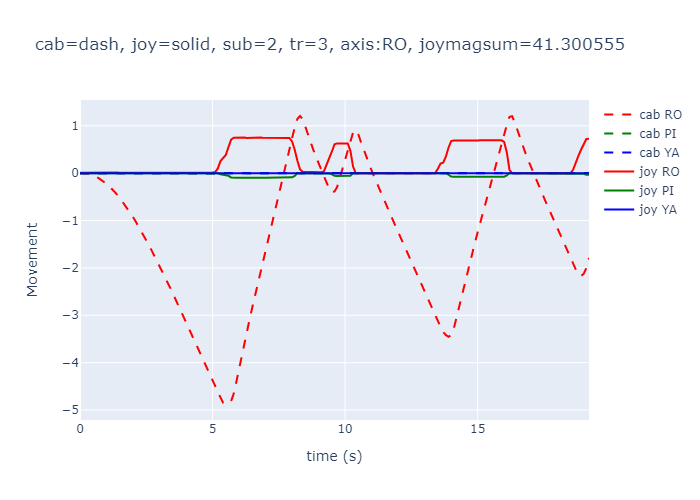 cab=dash, joy=solid, sub=2, tr=3, axis:RO, joymagsum=41.300555
cab RO
cab PI
cab YA
joy RO
joy PI
joy YA
1
0
−1
−2
−3
−4
−5
Movement
0
5
10
15
time (s)